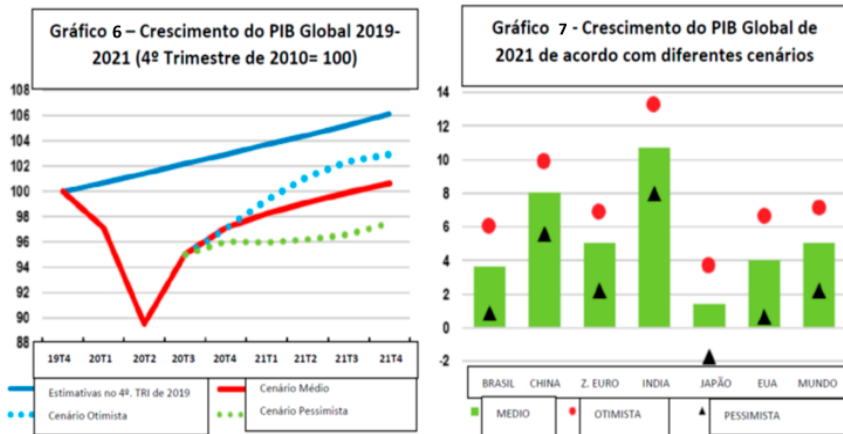 Gráfico 6 – Crescimento do PIB Global 2019-
2021 (4º Trimestre de 2010= 100)
108
106
104
102
100
98
96
94
92
90
88
19T4 20T1 20T2 20T3 20T4 21T1 21T2 21T3 21T4
Estimativas no 4º. TRI de 2019
Cenário Médio
Cenário Otimista
Cenário Pessimista
Gráfico 7 - Crescimento do PIB Global de
2021 de acordo com diferentes cenários
14
12
10
8
6
4
2
0
-2
BRASIL CHINA Z. EURO INDIA JAPÃO EUA MUNDO
MEDIO OTIMISTA PESSIMISTA